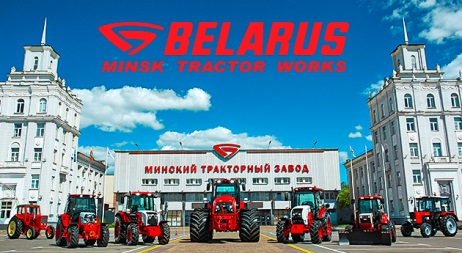 BELARUS
MINSK TRACTOR WORKS
МИНСКИЙ ТРАКТОРНЫЙ ЗАВОД